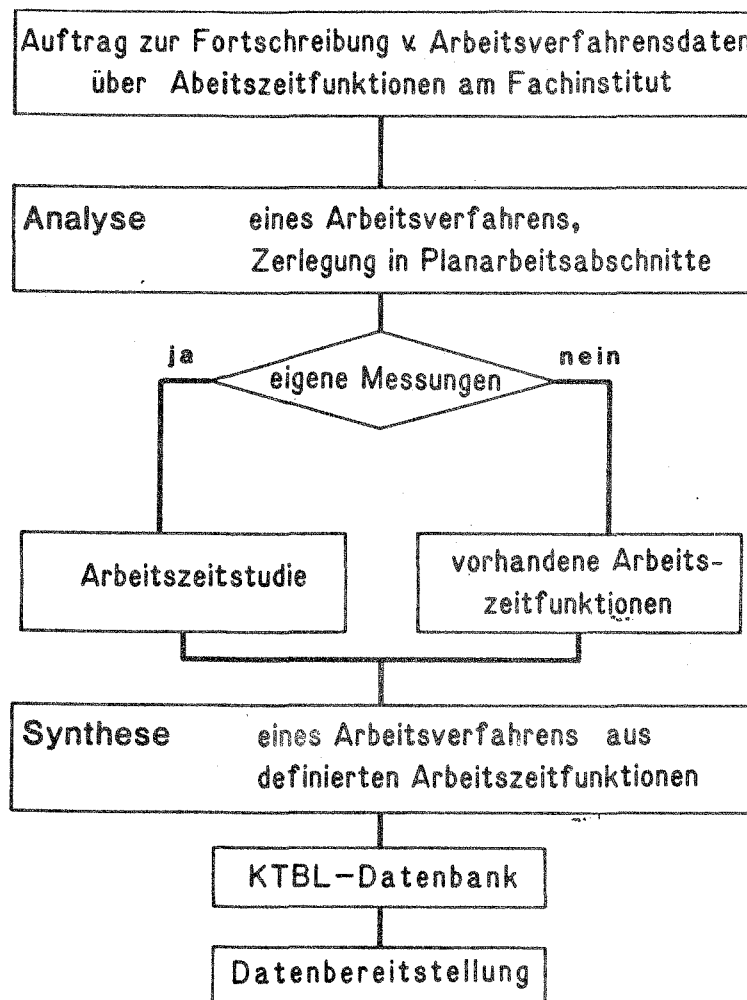 Auftrag zur Fortschreibung v. Arbeitsverfahrensdaten
über Abeitszeitfunktionen am Fachinstitut
Analyse eines Arbeitsverfahrens,
Zerlegung in Planarbeitsabschnitte
ja nein
eigene Messungen
Arbeitszeitstudie
vorhandene Arbeits-
zeitfunktionen
Synthese eines Arbeitsverfahrens aus
definierten Arbeitszeitfunktionen
KTBL-Datenbank
Datenbereitstellung